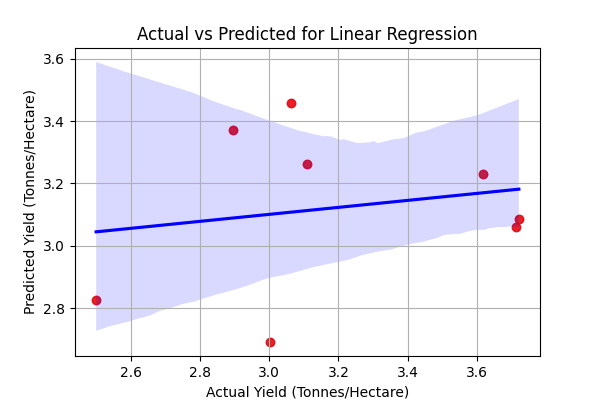 Actual vs Predicted for Linear Regression
Predicted Yield (Tonnes/Hectare)
3.6
3.4
3.2
3.0
2.8
2.6 2.8 3.0 3.2 3.4 3.6
Actual Yield (Tonnes/Hectare)